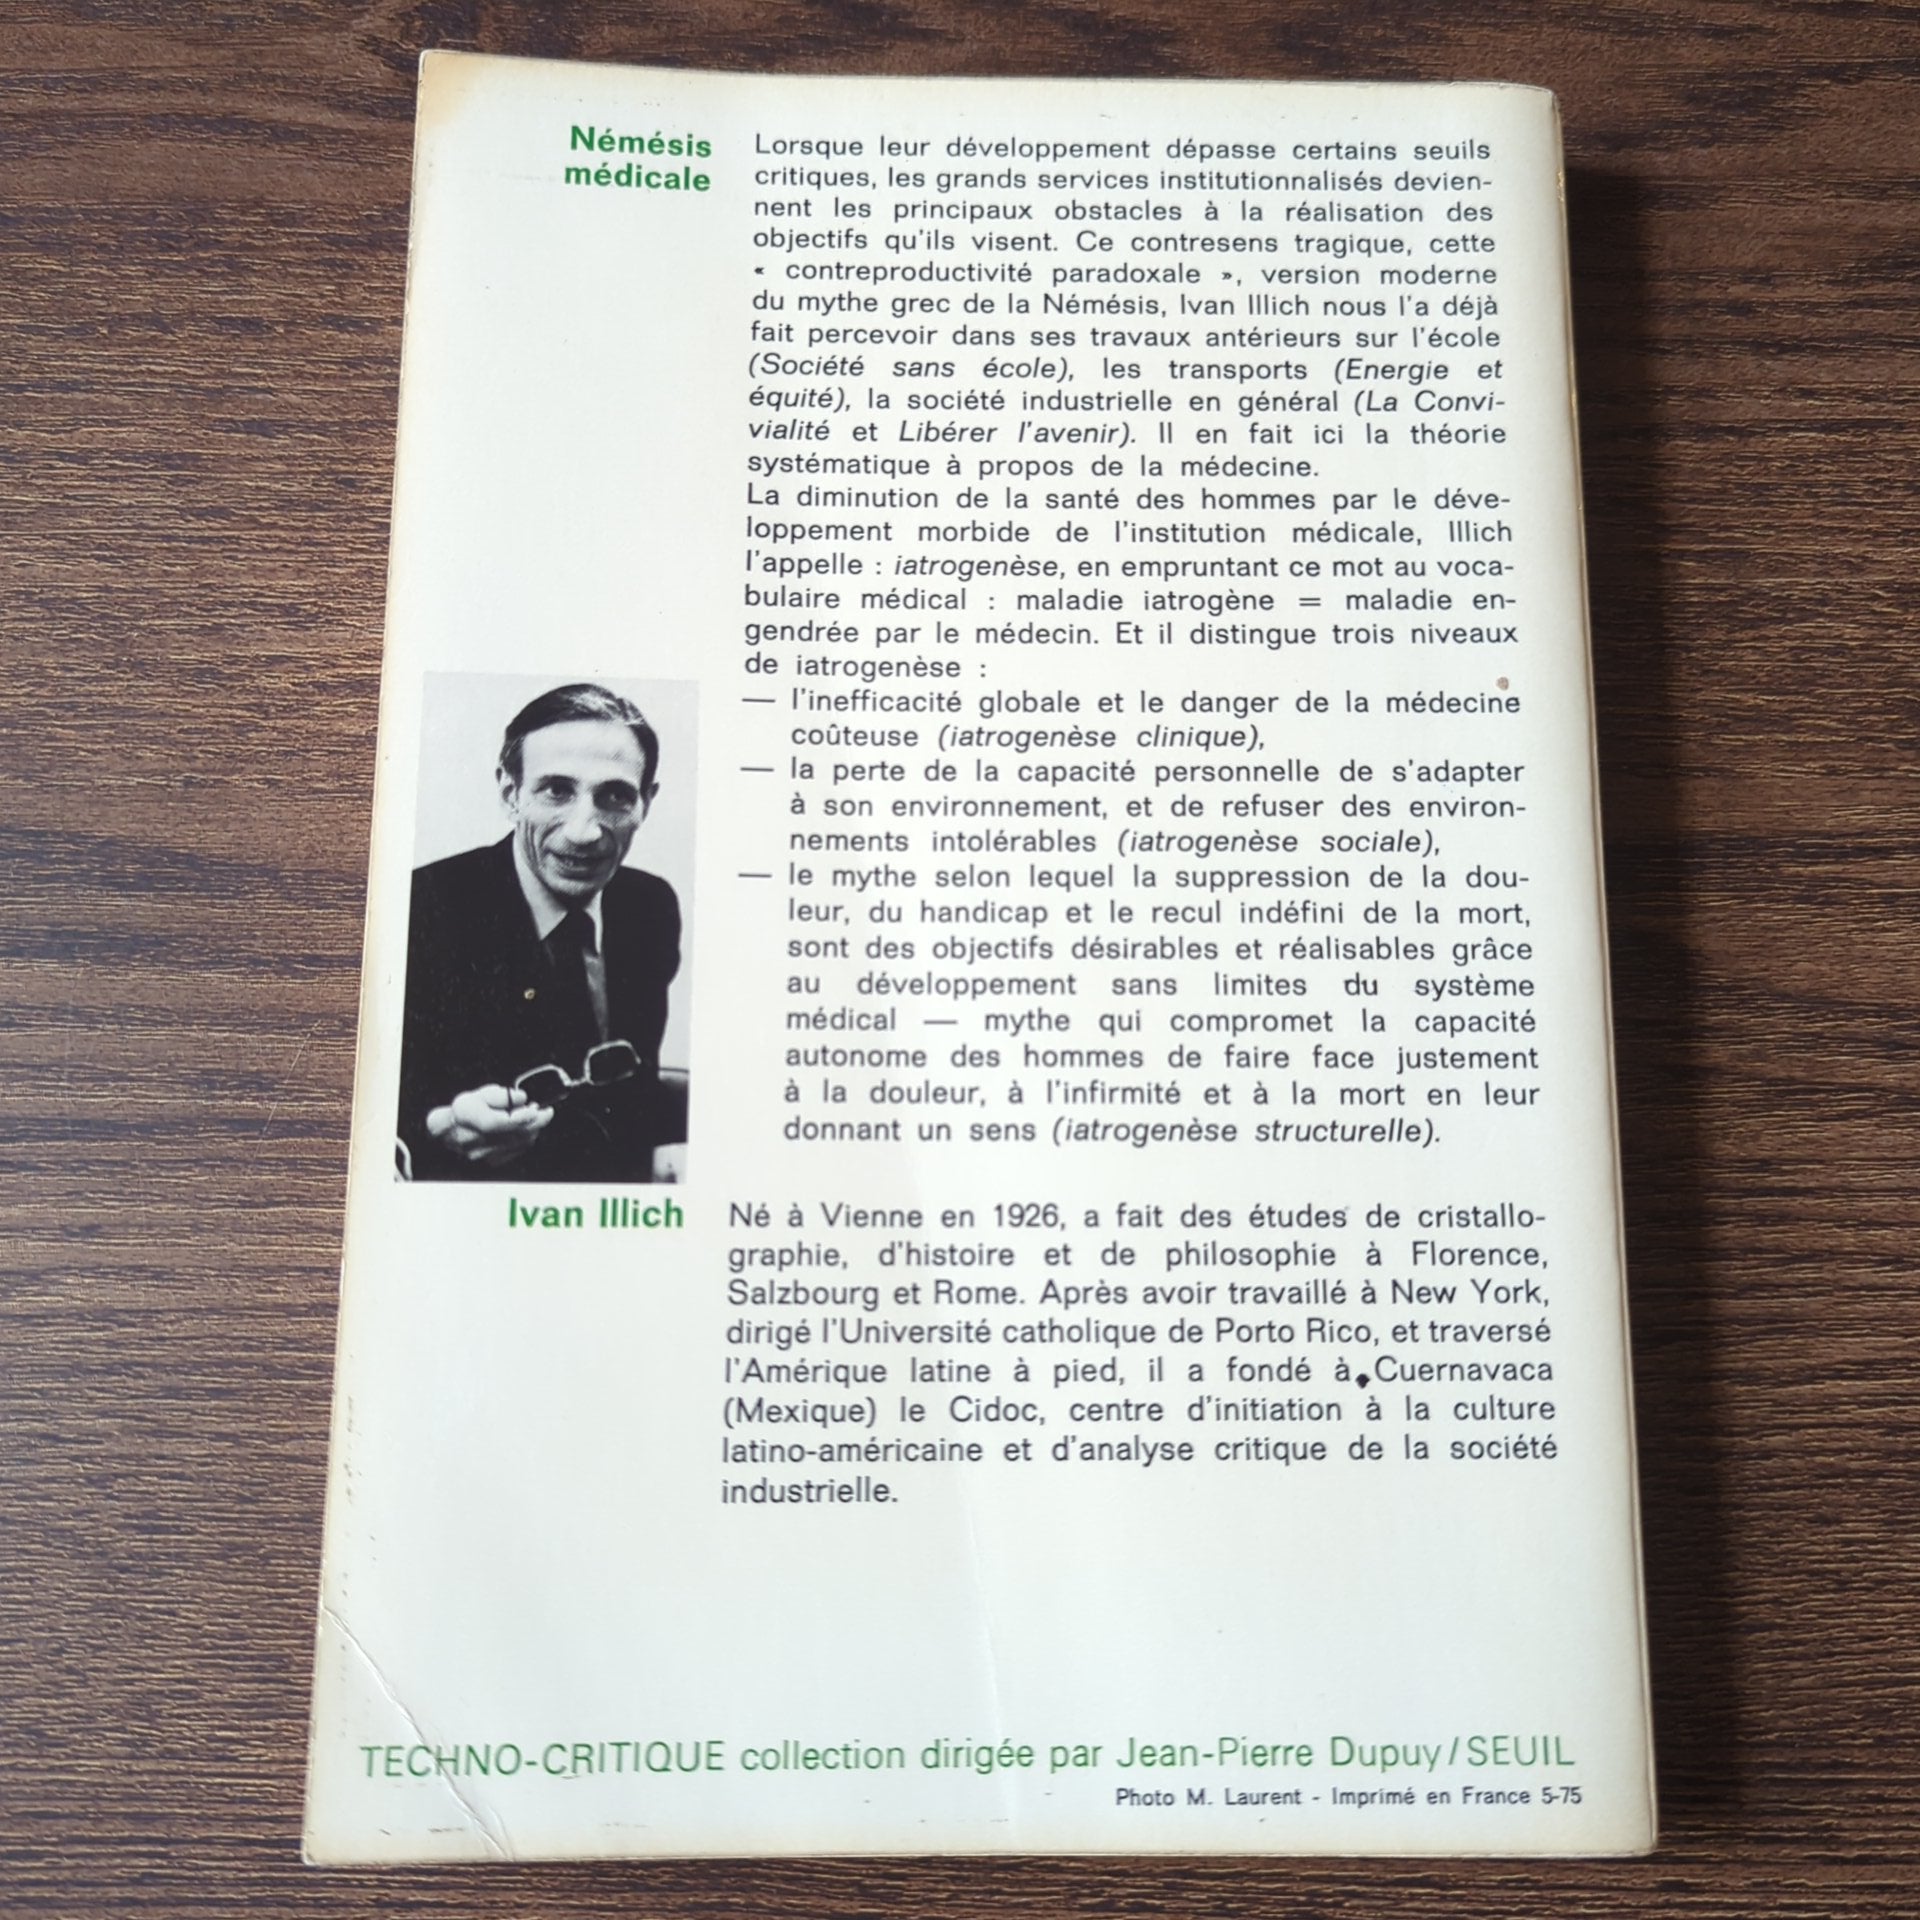 Némésis
médicale
Lorsque leur développement dépasse certains seuils
critiques, les grands services institutionnalisés devien-
nent les principaux obstacles à la réalisation des
objectifs qu'ils visent. Ce contresens tragique, cette
« contreproductivité paradoxale », version moderne
du mythe grec de la Némésis, Ivan Illich nous l'a déjà
fait percevoir dans ses travaux antérieurs sur l'école
(Société sans école), les transports (Energie et
équité), la société industrielle en général (La Convi-
vialité et Libérer l'avenir). Il en fait ici la théorie
systématique à propos de la médecine.
La diminution de la santé des hommes par le déve-
loppement morbide de l'institution médicale, Illich
l'appelle : iatrogenèse, en empruntant ce mot au voca-
bulaire médical : maladie iatrogène = maladie en-
gendrée par le médecin. Et il distingue trois niveaux
de iatrogenèse :
— l'inefficacité globale et le danger de la médecine
coûteuse (iatrogenèse clinique),
— la perte de la capacité personnelle de s'adapter
à son environnement, et de refuser des environ-
nements intolérables (iatrogenèse sociale),
— le mythe selon lequel la suppression de la dou-
leur, du handicap et le recul indéfini de la mort,
sont des objectifs désirables et réalisables grâce
au développement sans limites du système
médical — mythe qui compromet la capacité
autonome des hommes de faire face justement
à la douleur, à l'infirmité et à la mort en leur
donnant un sens (iatrogenèse structurelle).
Ivan Illich
Né à Vienne en 1926, a fait des études de cristallo-
graphie, d'histoire et de philosophie à Florence,
Salzbourg et Rome. Après avoir travaillé à New York,
dirigé l'Université catholique de Porto Rico, et traversé
l'Amérique latine à pied, il a fondé à Cuernavaca
(Mexique) le Cidoc, centre d'initiation à la culture
latino-américaine et d'analyse critique de la société
industrielle.
TECHNO-CRITIQUE collection dirigée par Jean-Pierre Dupuy/SEUIL
Photo M. Laurent - Imprimé en France 5-75